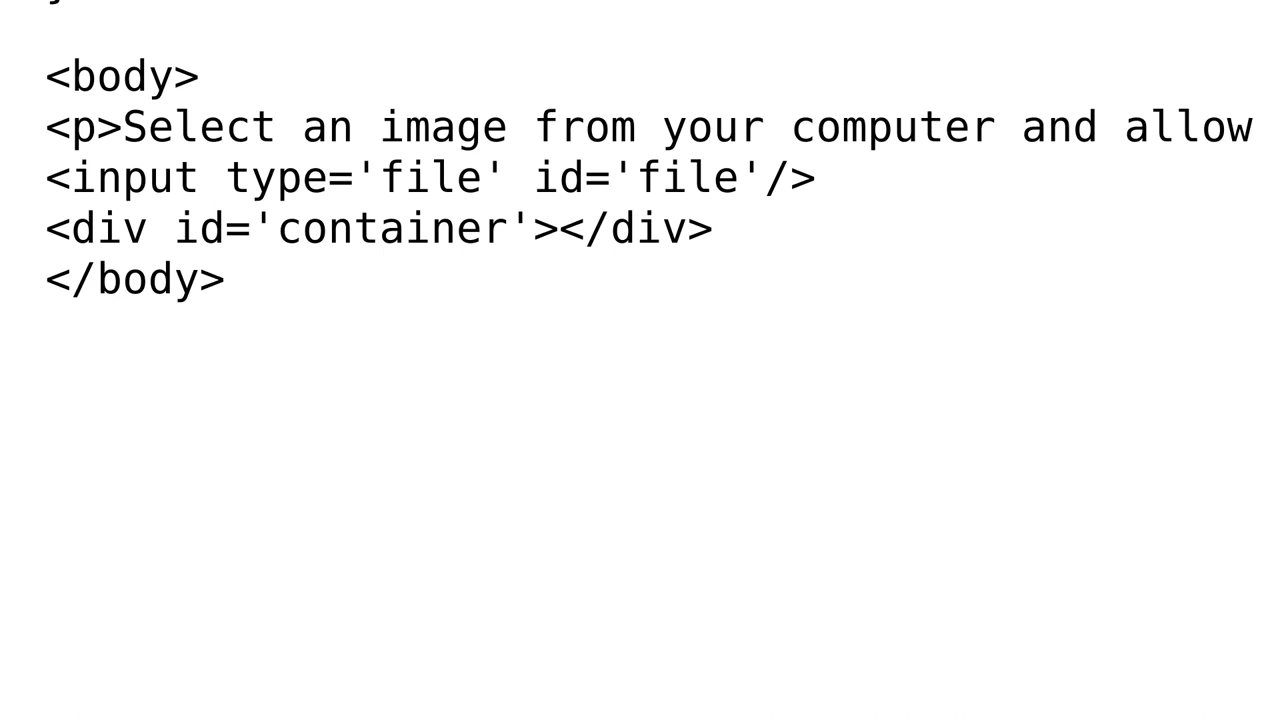 <body>
<p>Select an image from your computer and allow
<input type='file' id='file'/>
<div id='container'></div>
</body>